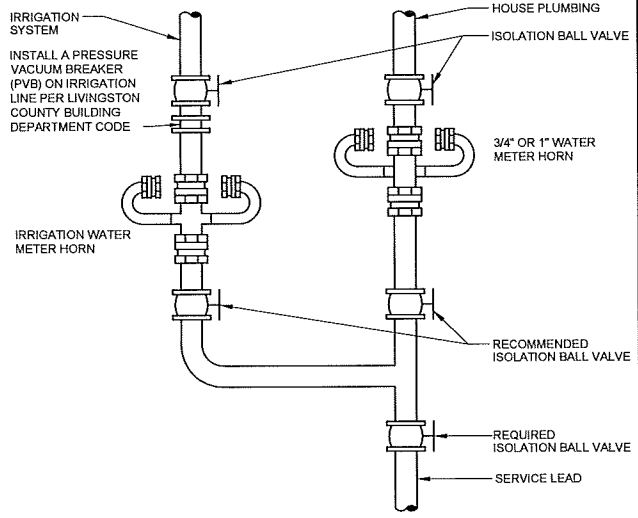 IRRIGATION
SYSTEM
INSTALL A PRESSURE
VACUUM BREAKER
(PVB) ON IRRIGATION
LINE PER LIVINGSTON
COUNTY BUILDING
DEPARTMENT CODE
IRRIGATION WATER
METER HORN
HOUSE PLUMBING
ISOLATION BALL VALVE
3/4" OR 1" WATER
METER HORN
RECOMMENDED
ISOLATION BALL VALVE
REQUIRED
ISOLATION BALL VALVE
SERVICE LEAD